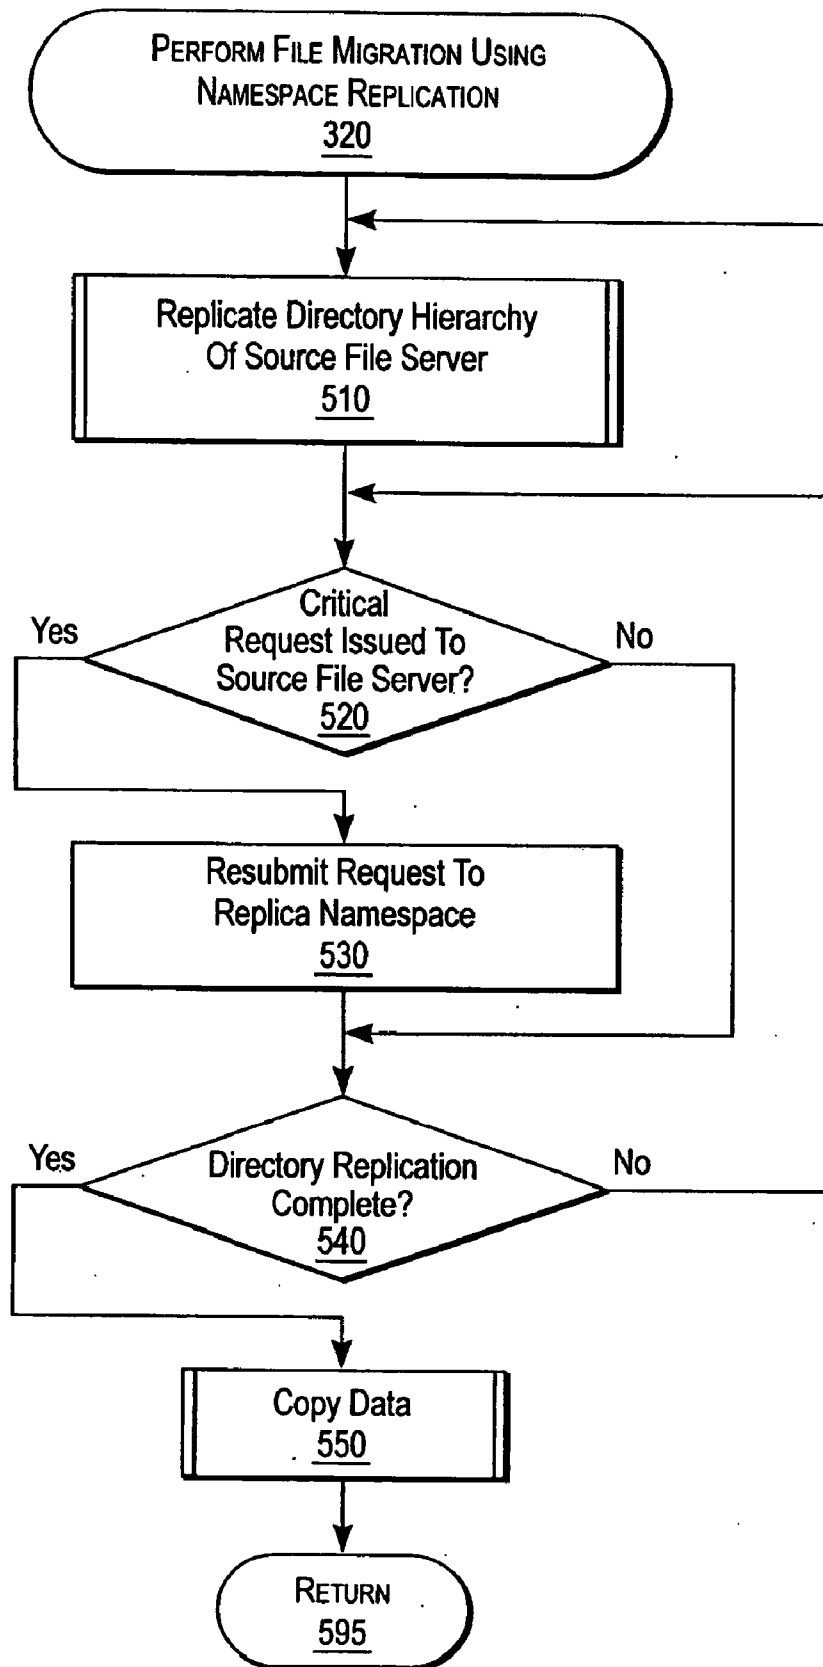 PERFORM FILE MIGRATION USING
NAMESPACE REPLICATION
320
Replicate Directory Hierarchy
Of Source File Server
510
Critical
Request Issued To
Source File Server?
520
Yes
No
Resubmit Request To
Replica Namespace
530
Directory Replication
Complete?
540
Yes
No
Copy Data
550
RETURN
595